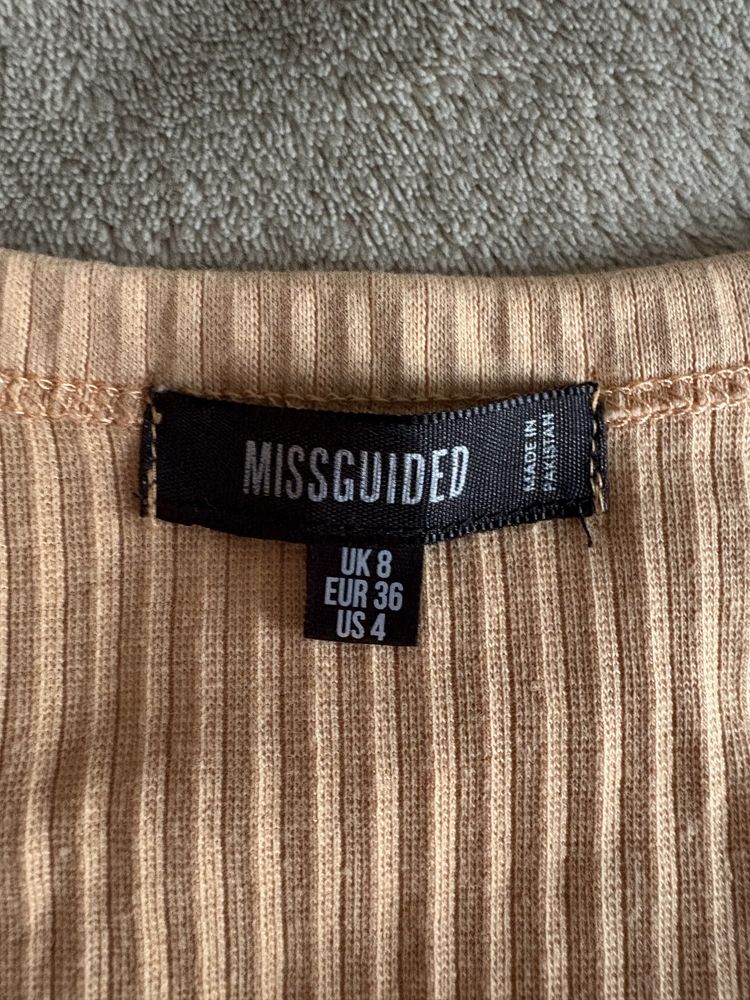 MISSGUIDED
MADE IN
PAKISTAN
UK 8
EUR 36
US 4